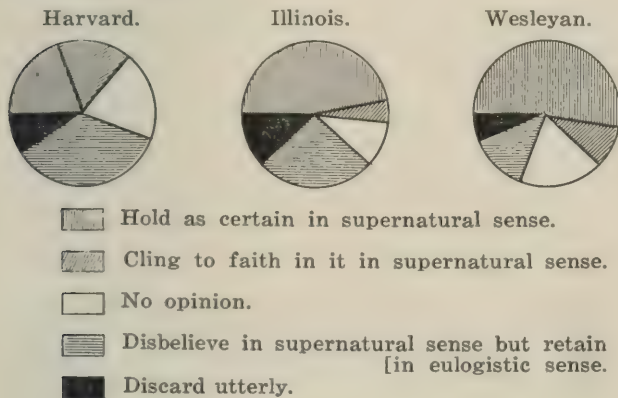 Harvard. Illinois. Wesleyan.
Hold as certain in supernatural sense.
Cling to faith in it in supernatural sense.
No opinion.
Disbelieve in supernatural sense but retain
[in eulogistic sense.
Discard utterly.